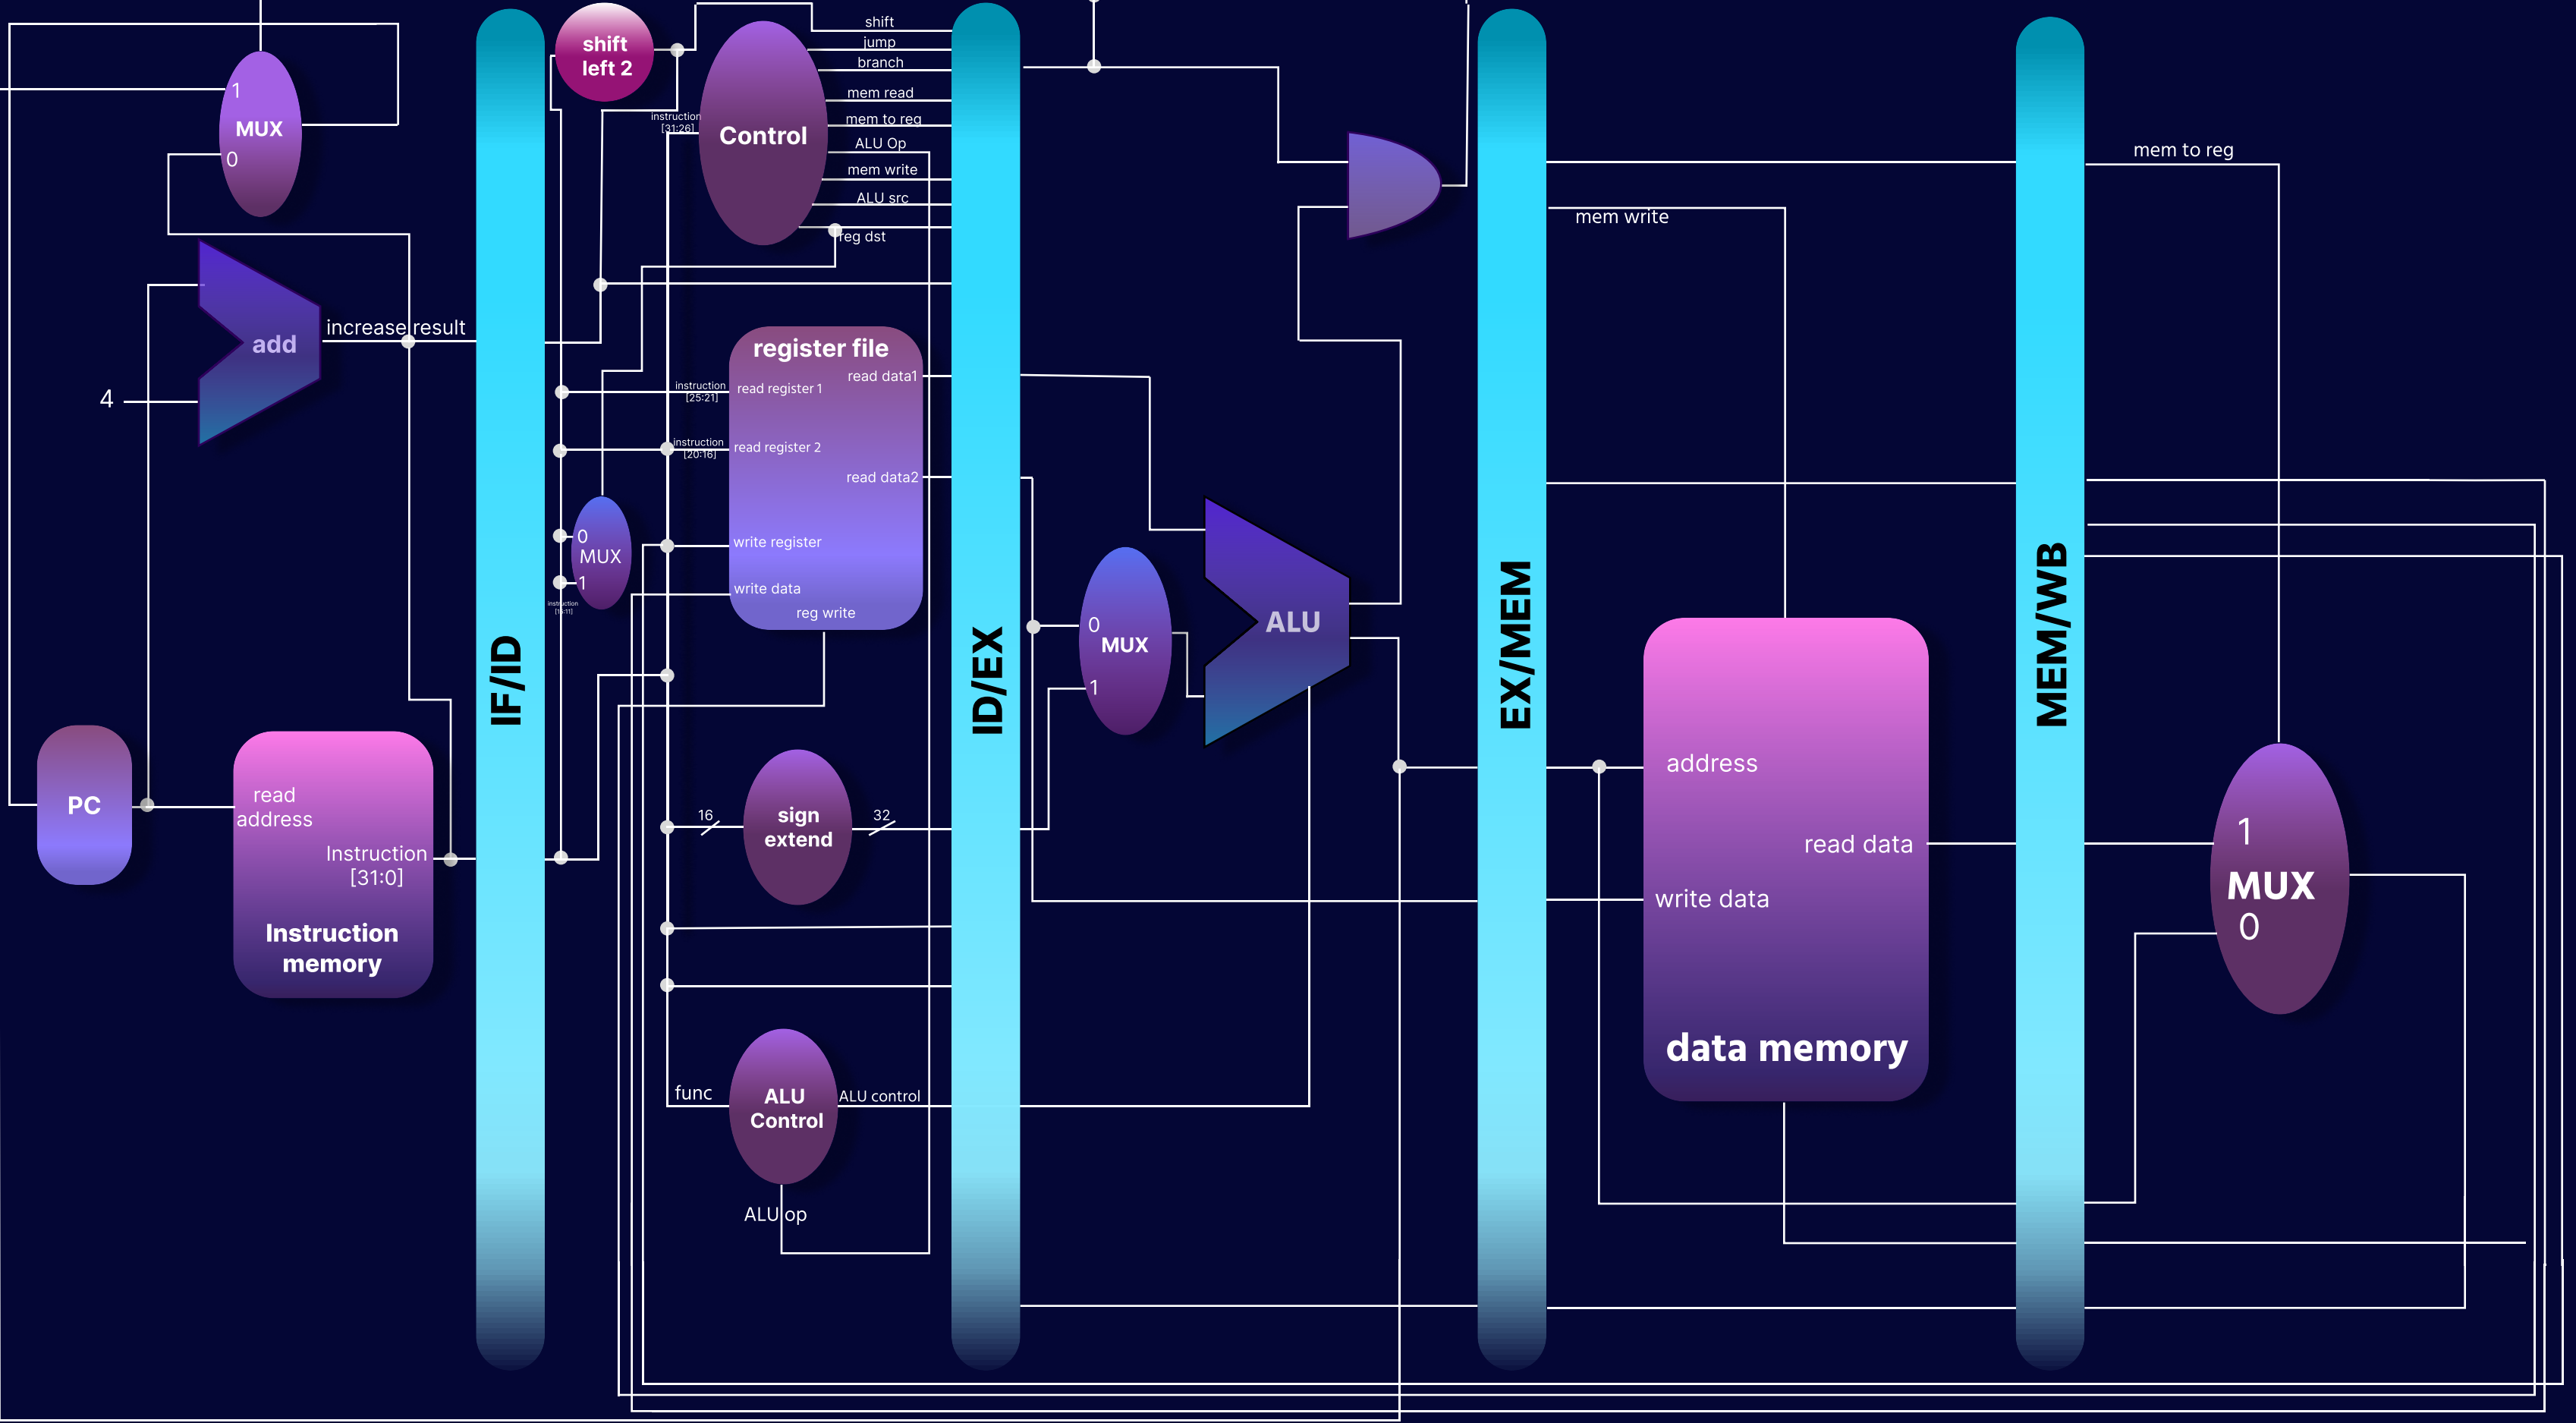 1
MUX
0
add
increase result
4
PC
read
address
Instruction
[31:0]
Instruction
memory
IF/ID
shift
left 2
instruction
[31:26]
Control
shift
jump
branch
mem read
mem to reg
ALU Op
mem write
ALU src
reg dst
register file
read data1
instruction
[25:21]
read register 1
instruction
[20:16]
read register 2
read data2
0
MUX
1
instruction
[15:11]
write register
write data
reg write
16
sign
extend
32
func
ALU
Control
ALU control
ALU op
ID/EX
0
MUX
1
ALU
EX/MEM
mem write
address
read data
write data
data memory
MEM/WB
mem to reg
1
MUX
0